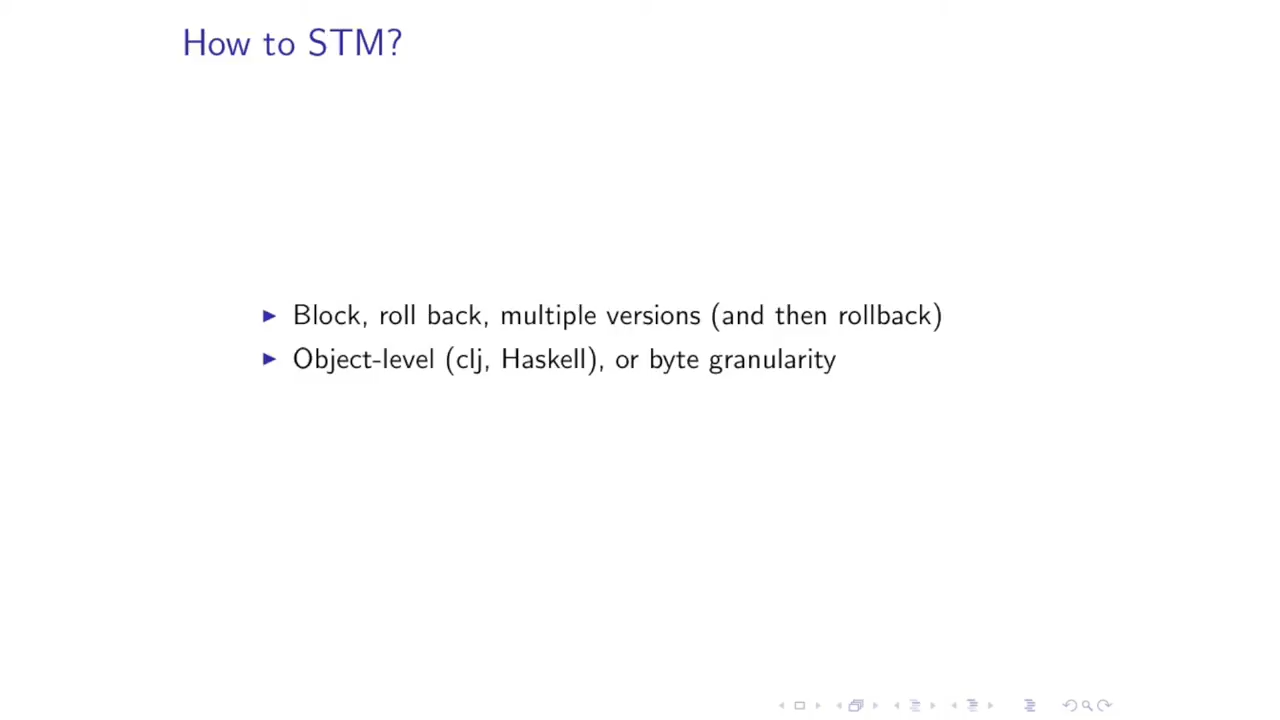 How to STM?
Block, roll back, multiple versions (and then rollback)
Object-level (clj, Haskell), or byte granularity